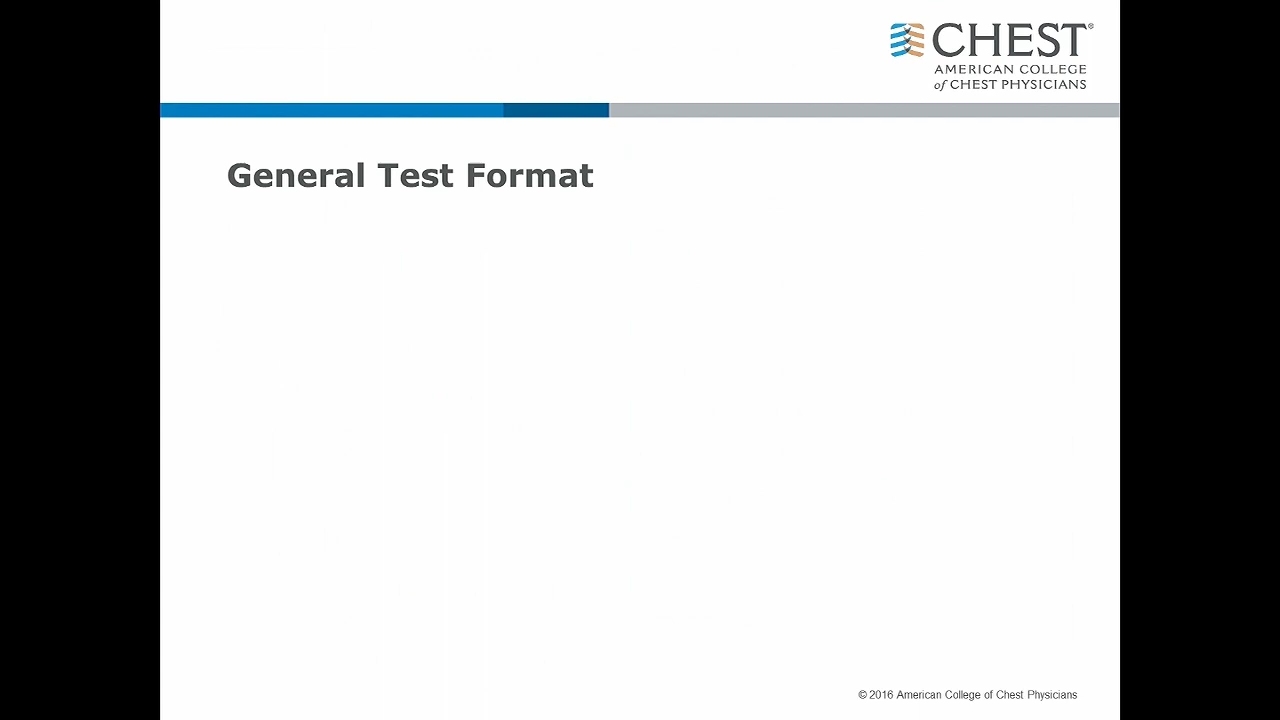 CHEST®
AMERICAN COLLEGE
of CHEST PHYSICIANS
General Test Format
© 2016 American College of Chest Physicians